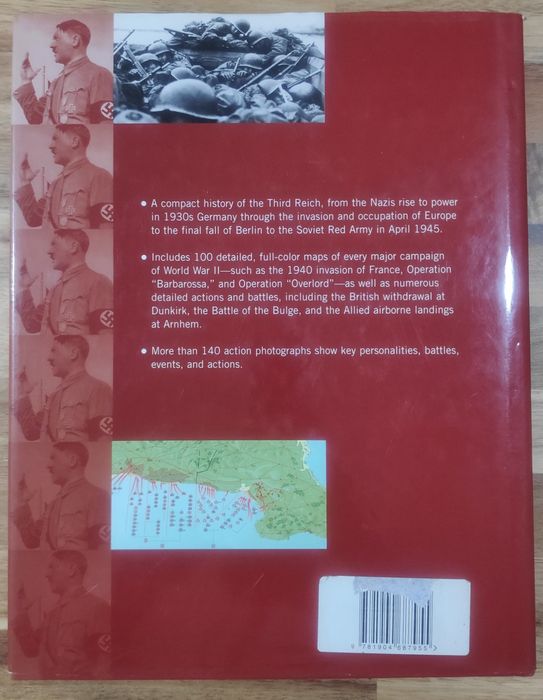 ● A compact history of the Third Reich, from the Nazis rise to power
in 1930s Germany through the invasion and occupation of Europe
to the final fall of Berlin to the Soviet Red Army in April 1945.
● Includes 100 detailed, full-color maps of every major campaign
of World War II—such as the 1940 invasion of France, Operation
“Barbarossa,” and Operation “Overlord”—as well as numerous
detailed actions and battles, including the British withdrawal at
Dunkirk, the Battle of the Bulge, and the Allied airborne landings
at Arnhem.
● More than 140 action photographs show key personalities, battles,
events, and actions.
9 781904 687955 >